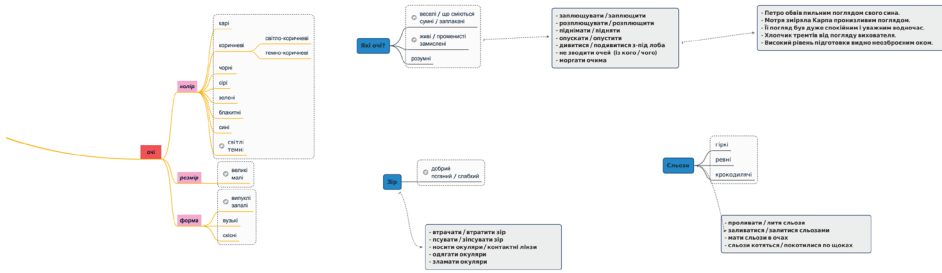 очі
колір
карі
коричневі
світло-коричневі
темно-коричневі
чорні
сірі
зелені
блакитні
сині
світлі
темні
розмір
великі
малі
форма
випуклі
запалі
вузькі
скісні
Які очі?
веселі / що сміються
сумні / заплакані
живі / променисті
замислені
розумні
- заплющувати / заплющити
- розплющувати / розплющити
- піднімати / підняти
- опускати / опустити
- дивитися / подивитися з-під лоба
- не зводити очей (із кого / чого)
- моргати очима
- Петро обвів пильним поглядом свого сина.
- Мотря зміряла Карпа пронизливим поглядом.
- Її погляд був дуже спокійним і уважним водночас.
- Хлопчик тремтів від погляду вихователя.
- Високий рівень підготовки видно неозброєним оком.
Зір
добрий
поганий / слабкий
- втрачати / втратити зір
- псувати / зіпсувати зір
- носити окуляри / контактні лінзи
- одягати окуляри
- зламати окуляри
Сльози
гіркі
ревні
крокодилячі
- проливати / лити сльози
- заливатися / залитися сльозами
- мати сльози в очах
- сльози котяться / покотилися по щоках